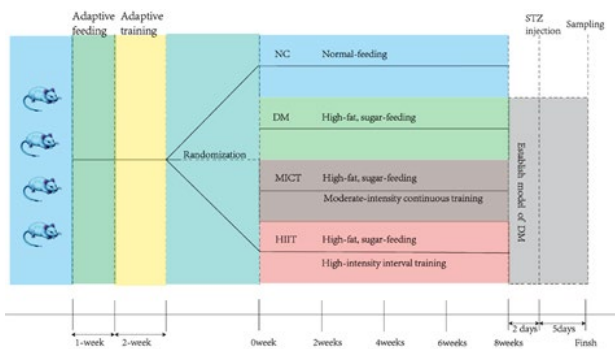 Adaptive feeding
Adaptive training
STZ injection
Sampling
NC Normal-feeding
DM High-fat, sugar-feeding
Randomization
MICT High-fat, sugar-feeding
Moderate-intensity continuous training
HIIT High-fat, sugar-feeding
High-intensity interval training
Establish model of DM
1-week
2-week
0week
2weeks
4weeks
6weeks
8weeks
2 days
5days
Finsh